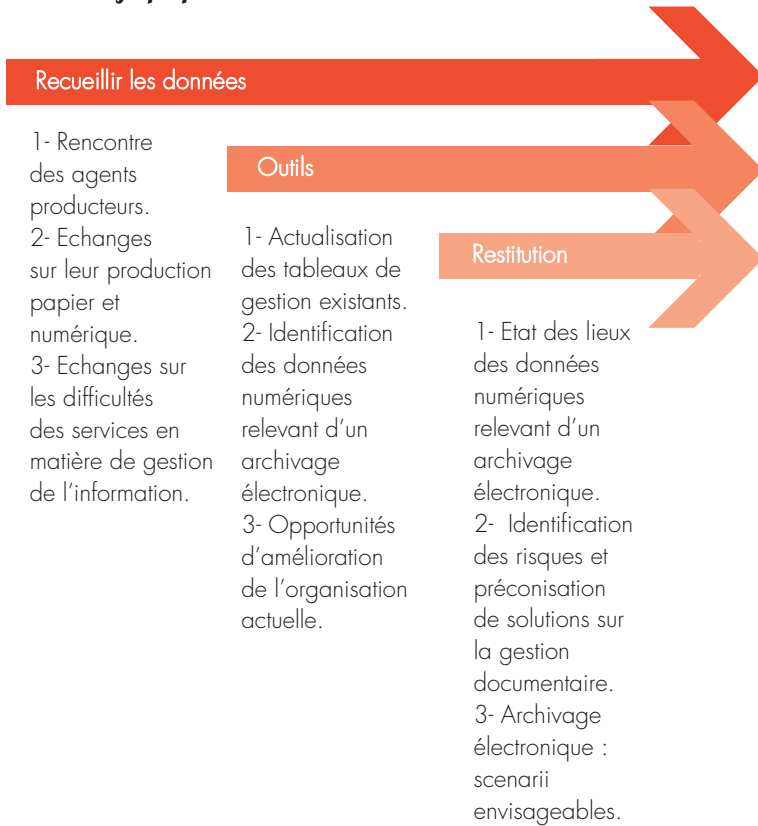 Recueillir les données
1- Rencontre
des agents
producteurs.
2- Echanges
sur leur production
papier et
numérique.
3- Echanges sur
les difficultés
des services en
matière de gestion
de l’information.
Outils
1- Actualisation
des tableaux de
gestion existants.
2- Identification
des données
numériques
relevant d’un
archivage
électronique.
3- Opportunités
d’amélioration
de l’organisation
actuelle.
Restitution
1- Etat des lieux
des données
numériques
relevant d’un
archivage
électronique.
2- Identification
des risques et
préconisation
de solutions sur
la gestion
documentaire.
3- Archivage
électronique :
scenarii
envisageables.